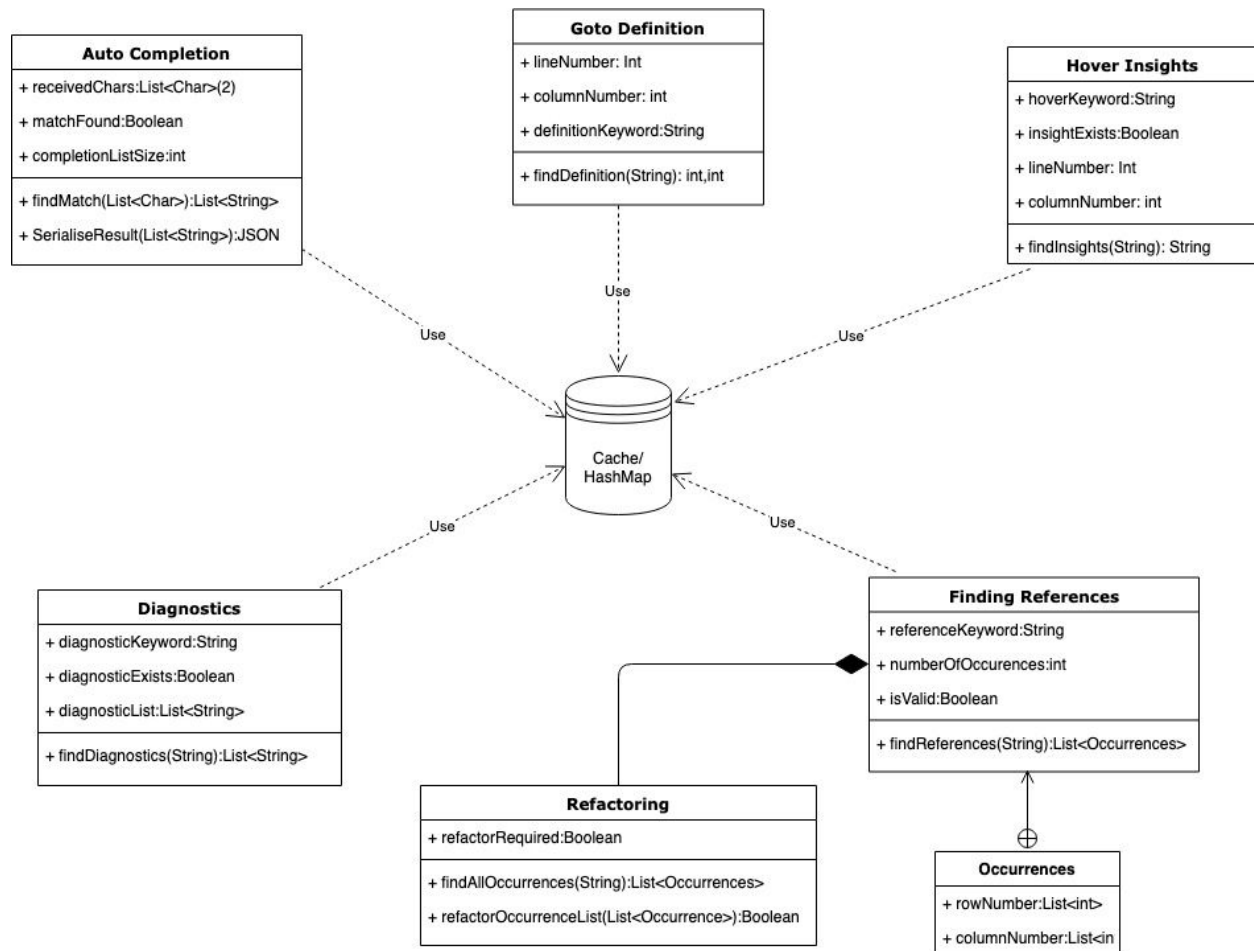 Auto Completion
+ receivedChars:List<Char>(2)
+ matchFound:Boolean
+ completionListSize:int
+ findMatch(List<Char>):List<String>
+ SerialiseResult(List<String>):JSON
Goto Definition
+ lineNumber: Int
+ columnNumber: int
+ definitionKeyword:String
+ findDefinition(String): int,int
Hover Insights
+ hoverKeyword:String
+ insightExists:Boolean
+ lineNumber: Int
+ columnNumber: int
+ findInsights(String): String
Use
Use
Use
Cache/
HashMap
Use
Use
Diagnostics
+ diagnosticKeyword:String
+ diagnosticExists:Boolean
+ diagnosticList:List<String>
+ findDiagnostics(String):List<String>
Finding References
+ referenceKeyword:String
+ numberOfOccurences:int
+ isValid:Boolean
+ findReferences(String):List<Occurrences>
Refactoring
+ refactorRequired:Boolean
+ findAllOccurrences(String):List<Occurrences>
+ refactorOccurrenceList(List<Occurrence>):Boolean
Occurrences
+ rowNumber:List<int>
+ columnNumber:List<in